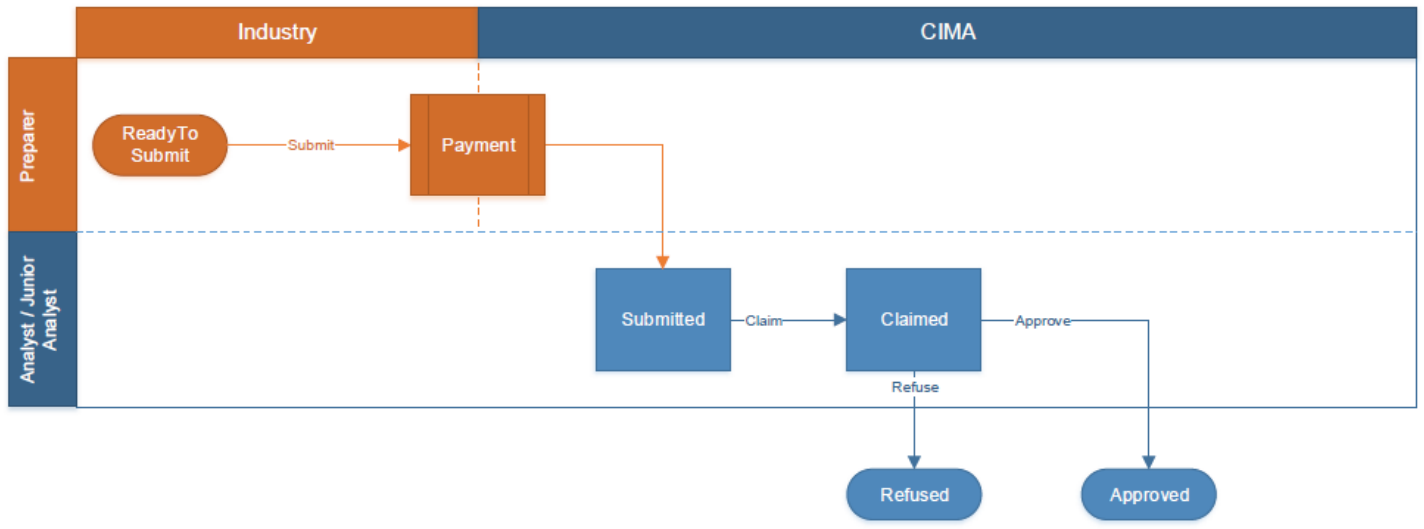 Industry
CIMA
Preparer
ReadyTo
Submit
Submit
Payment
Analyst / Junior
Analyst
Submitted
Claim
Claimed
Approve
Refuse
Refused
Approved